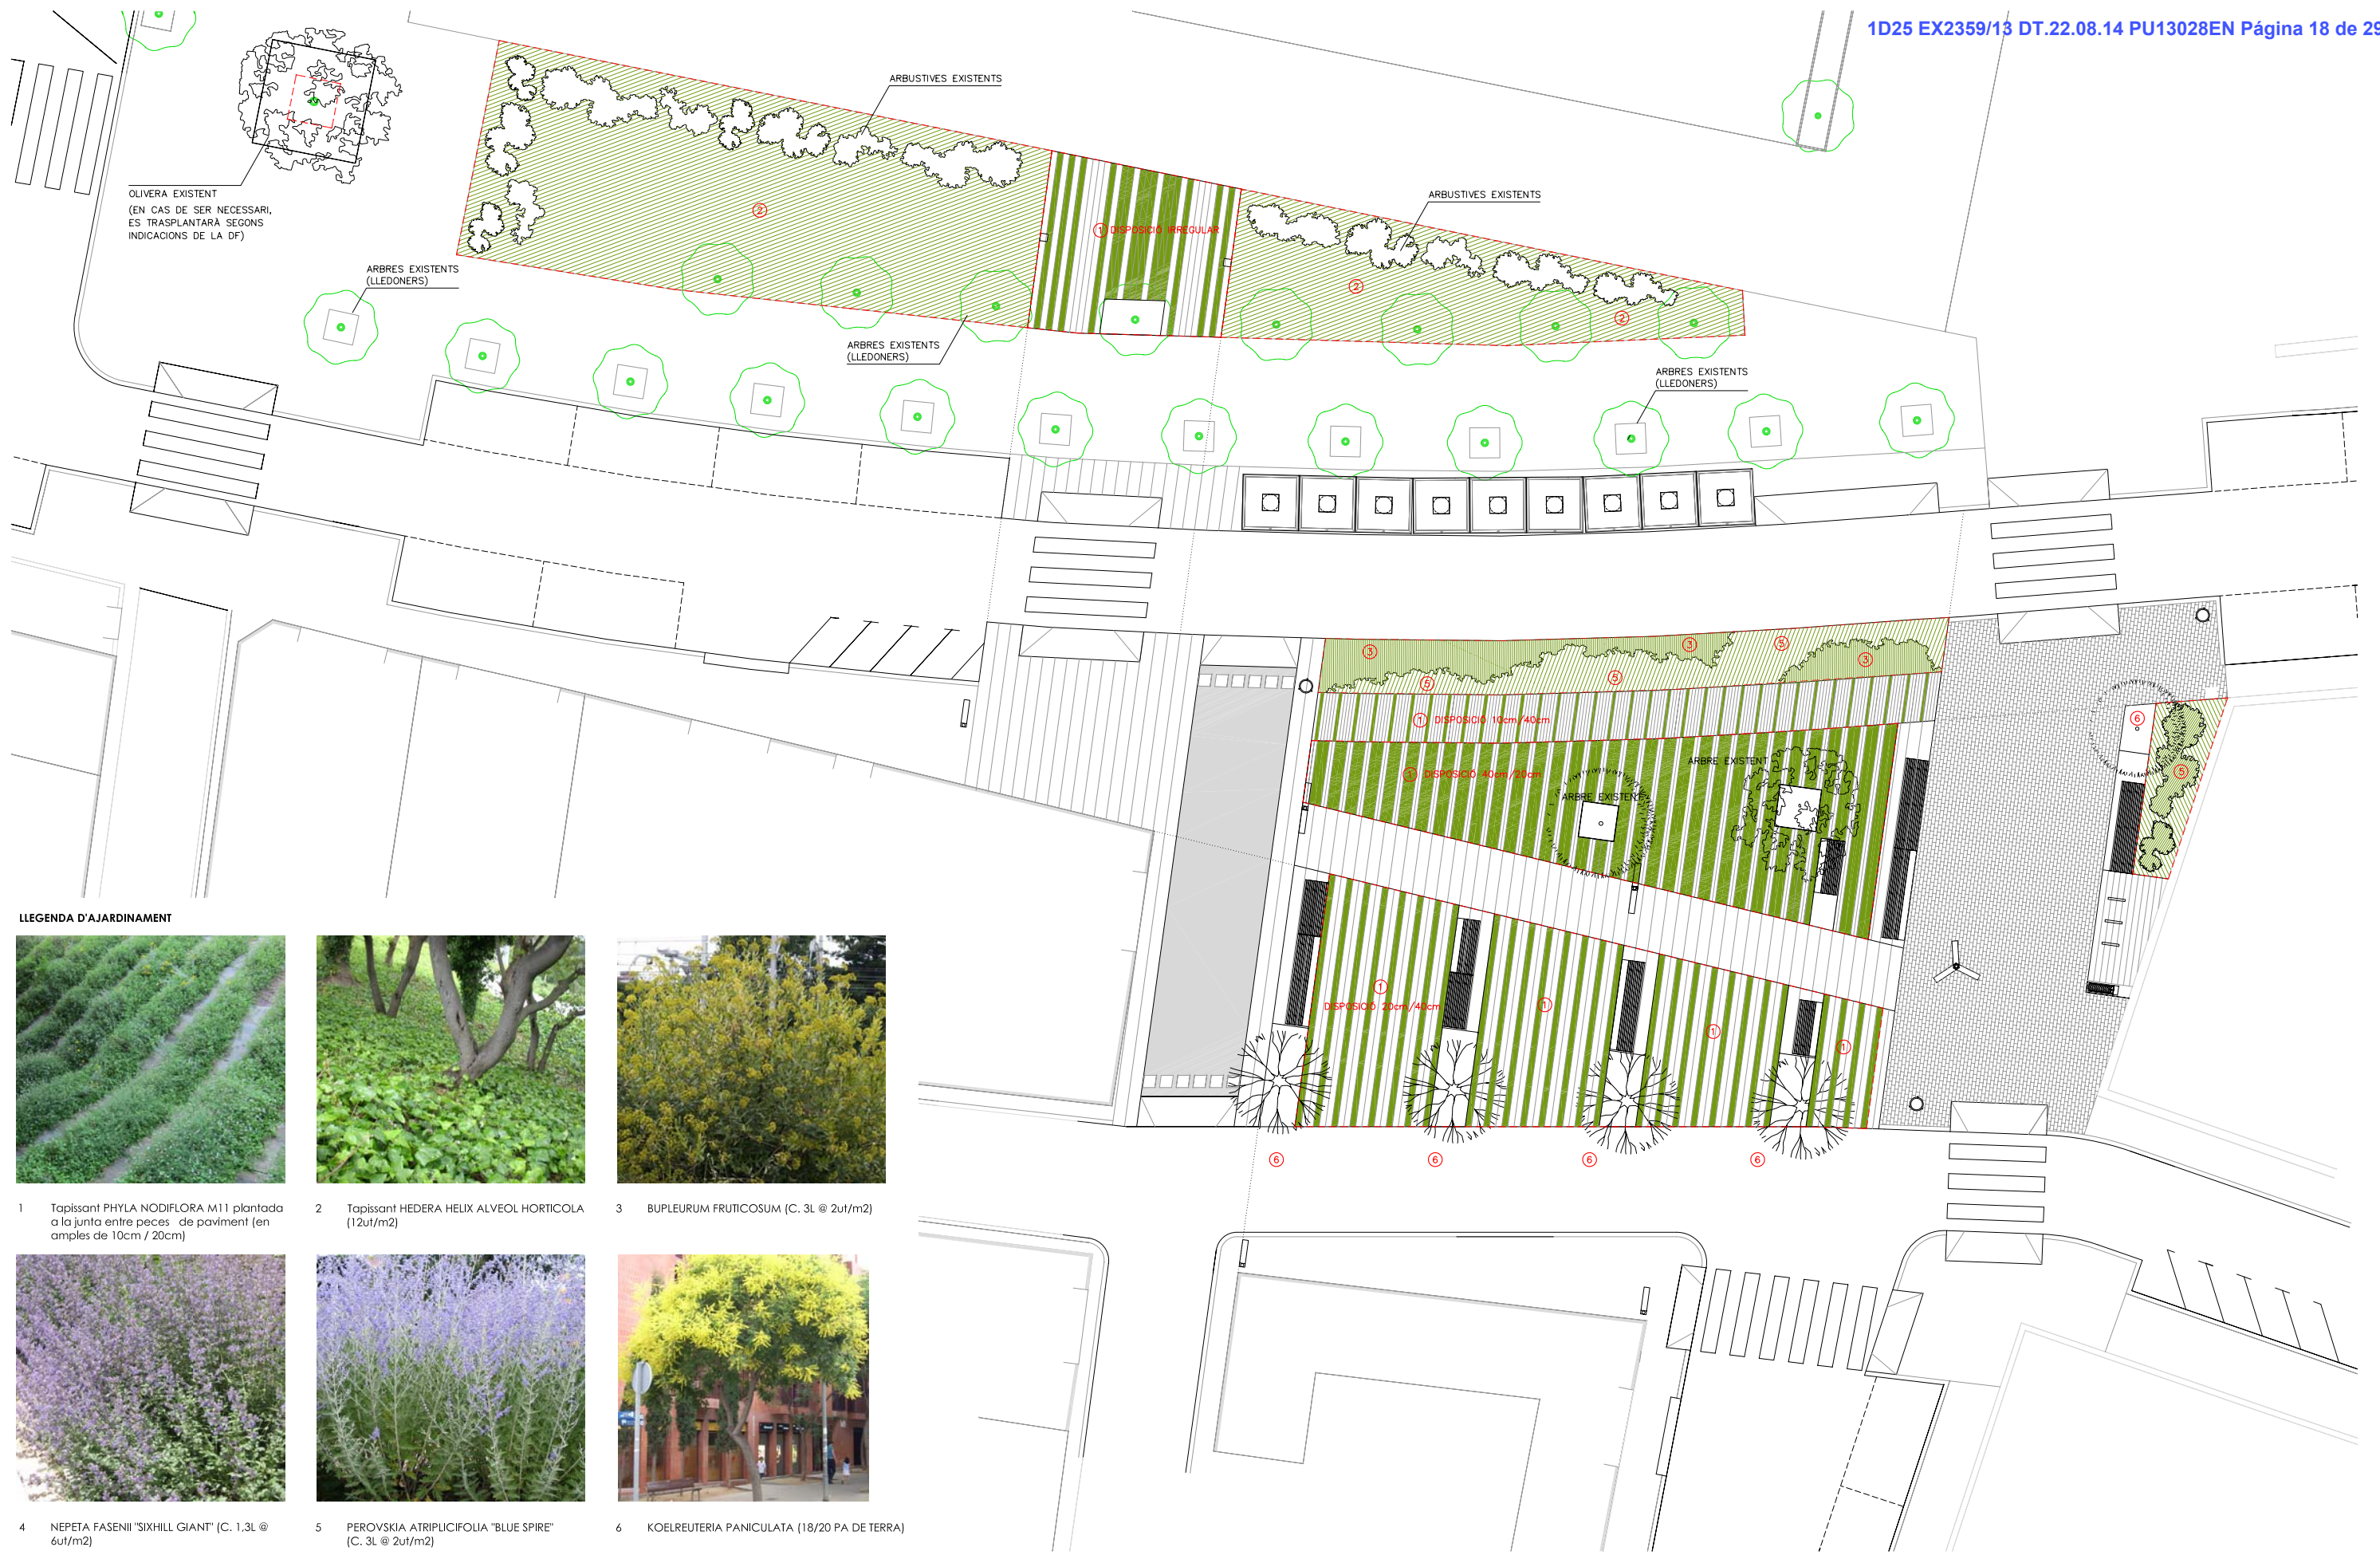 1D25 EX2359/13 DT.22.08.14 PU13028EN Página 18 de 29
ARBUSTIVES EXISTENTS
OLIVERA EXISTENT
(EN CAS DE SER NECESSARI,
ES TRASPLANTARÀ SEGONS
INDICACIONS DE LA DF)
ARBUSTIVES EXISTENTS
2
1 DISPOSICIÓ IRREGULAR
ARBRES EXISTENTS
(LLEDONERS)
2
2
ARBRES EXISTENTS
(LLEDONERS)
ARBRES EXISTENTS
(LLEDONERS)
3
3
5
3
5
5
1 DISPOSICIÓ 10cm/40cm
6
1 DISPOSICIÓ 40cm/20cm
ARBRE EXISTENT
5
ARBRE EXISTENT
1
DISPOSICIÓ 20cm/40cm
1
1
1
6
6
6
6
LLEGENDA D'AJARDINAMENT
1 Tapissant PHYLA NODIFLORA M11 plantada
a la junta entre peces de paviment (en
amples de 10cm / 20cm)
2 Tapissant HEDERA HELIX ALVEOL HORTICOLA
(12ut/m2)
3 BUPLEURUM FRUTICOSUM (C. 3L @ 2ut/m2)
4 NEPETA FASENII "SIXHILL GIANT" (C. 1,3L @
6ut/m2)
5 PEROVSKIA ATRIPLICIFOLIA "BLUE SPIRE"
(C. 3L @ 2ut/m2)
6 KOELREUTERIA PANICULATA (18/20 PA DE TERRA)